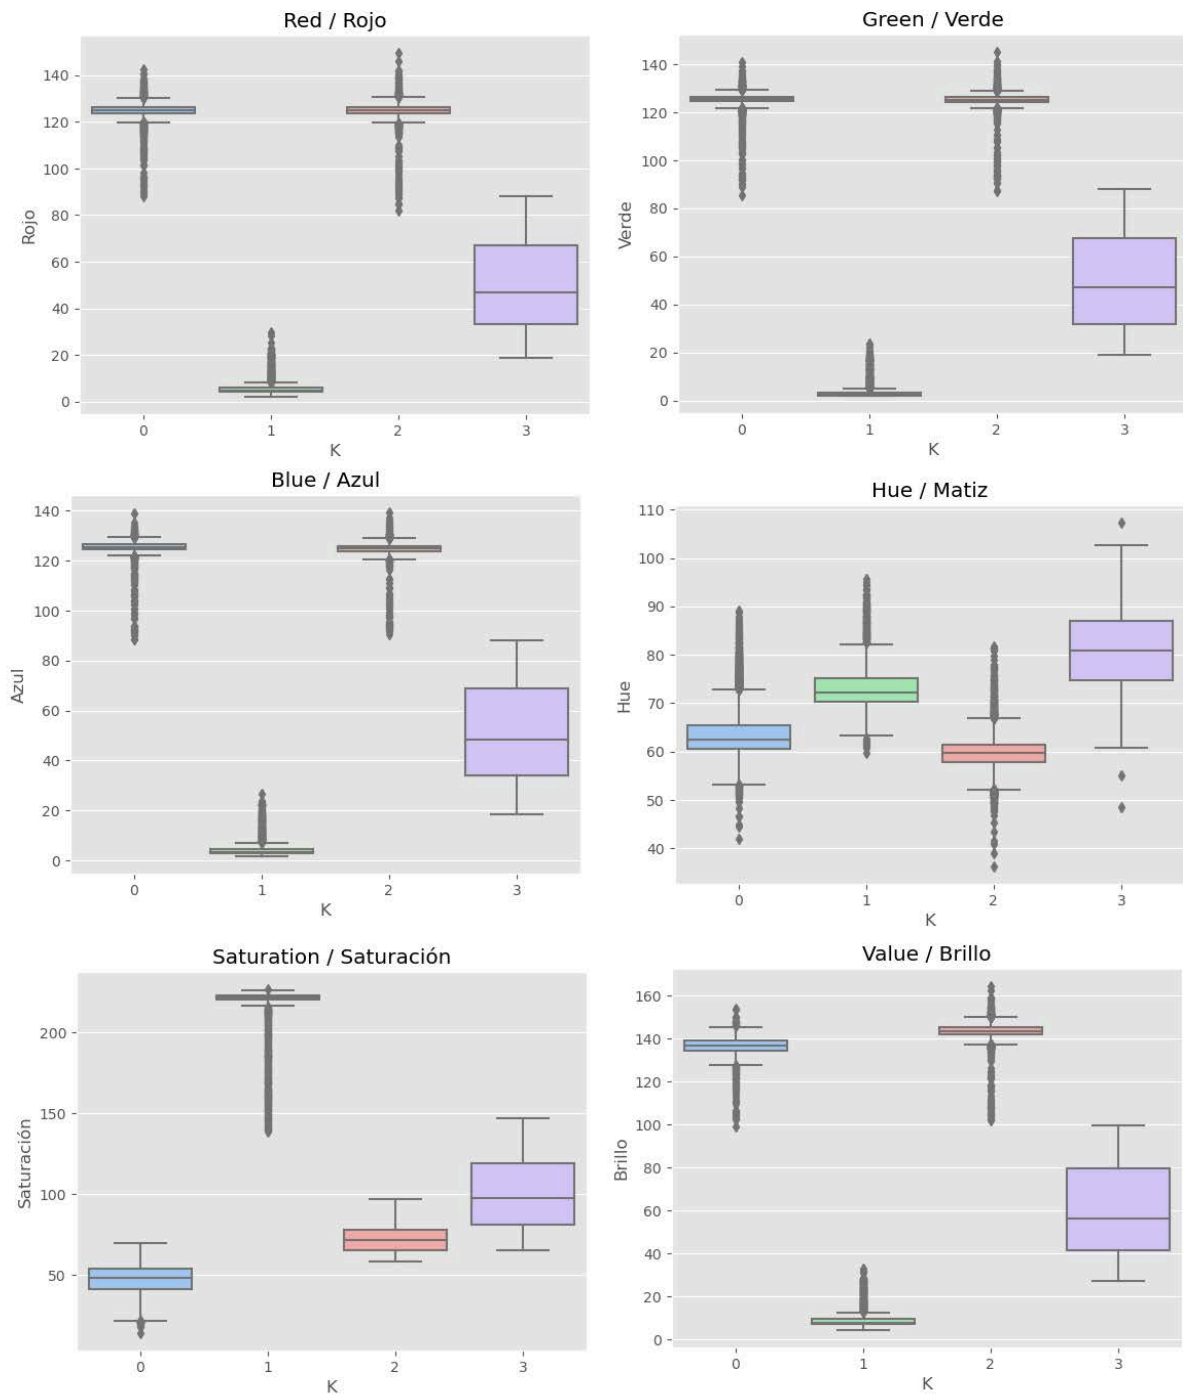 Red / Rojo
140
120
100
80
60
40
20
0
Rojo
0 1 2 3
K
Green / Verde
140
120
100
80
60
40
20
0
Verde
0 1 2 3
K
Blue / Azul
140
120
100
80
60
40
20
0
Azul
0 1 2 3
K
Hue / Matiz
110
100
90
80
70
60
50
40
Hue
0 1 2 3
K
Saturation / Saturación
200
150
100
50
Saturación
0 1 2 3
K
Value / Brillo
160
140
120
100
80
60
40
20
0
Brillo
0 1 2 3
K